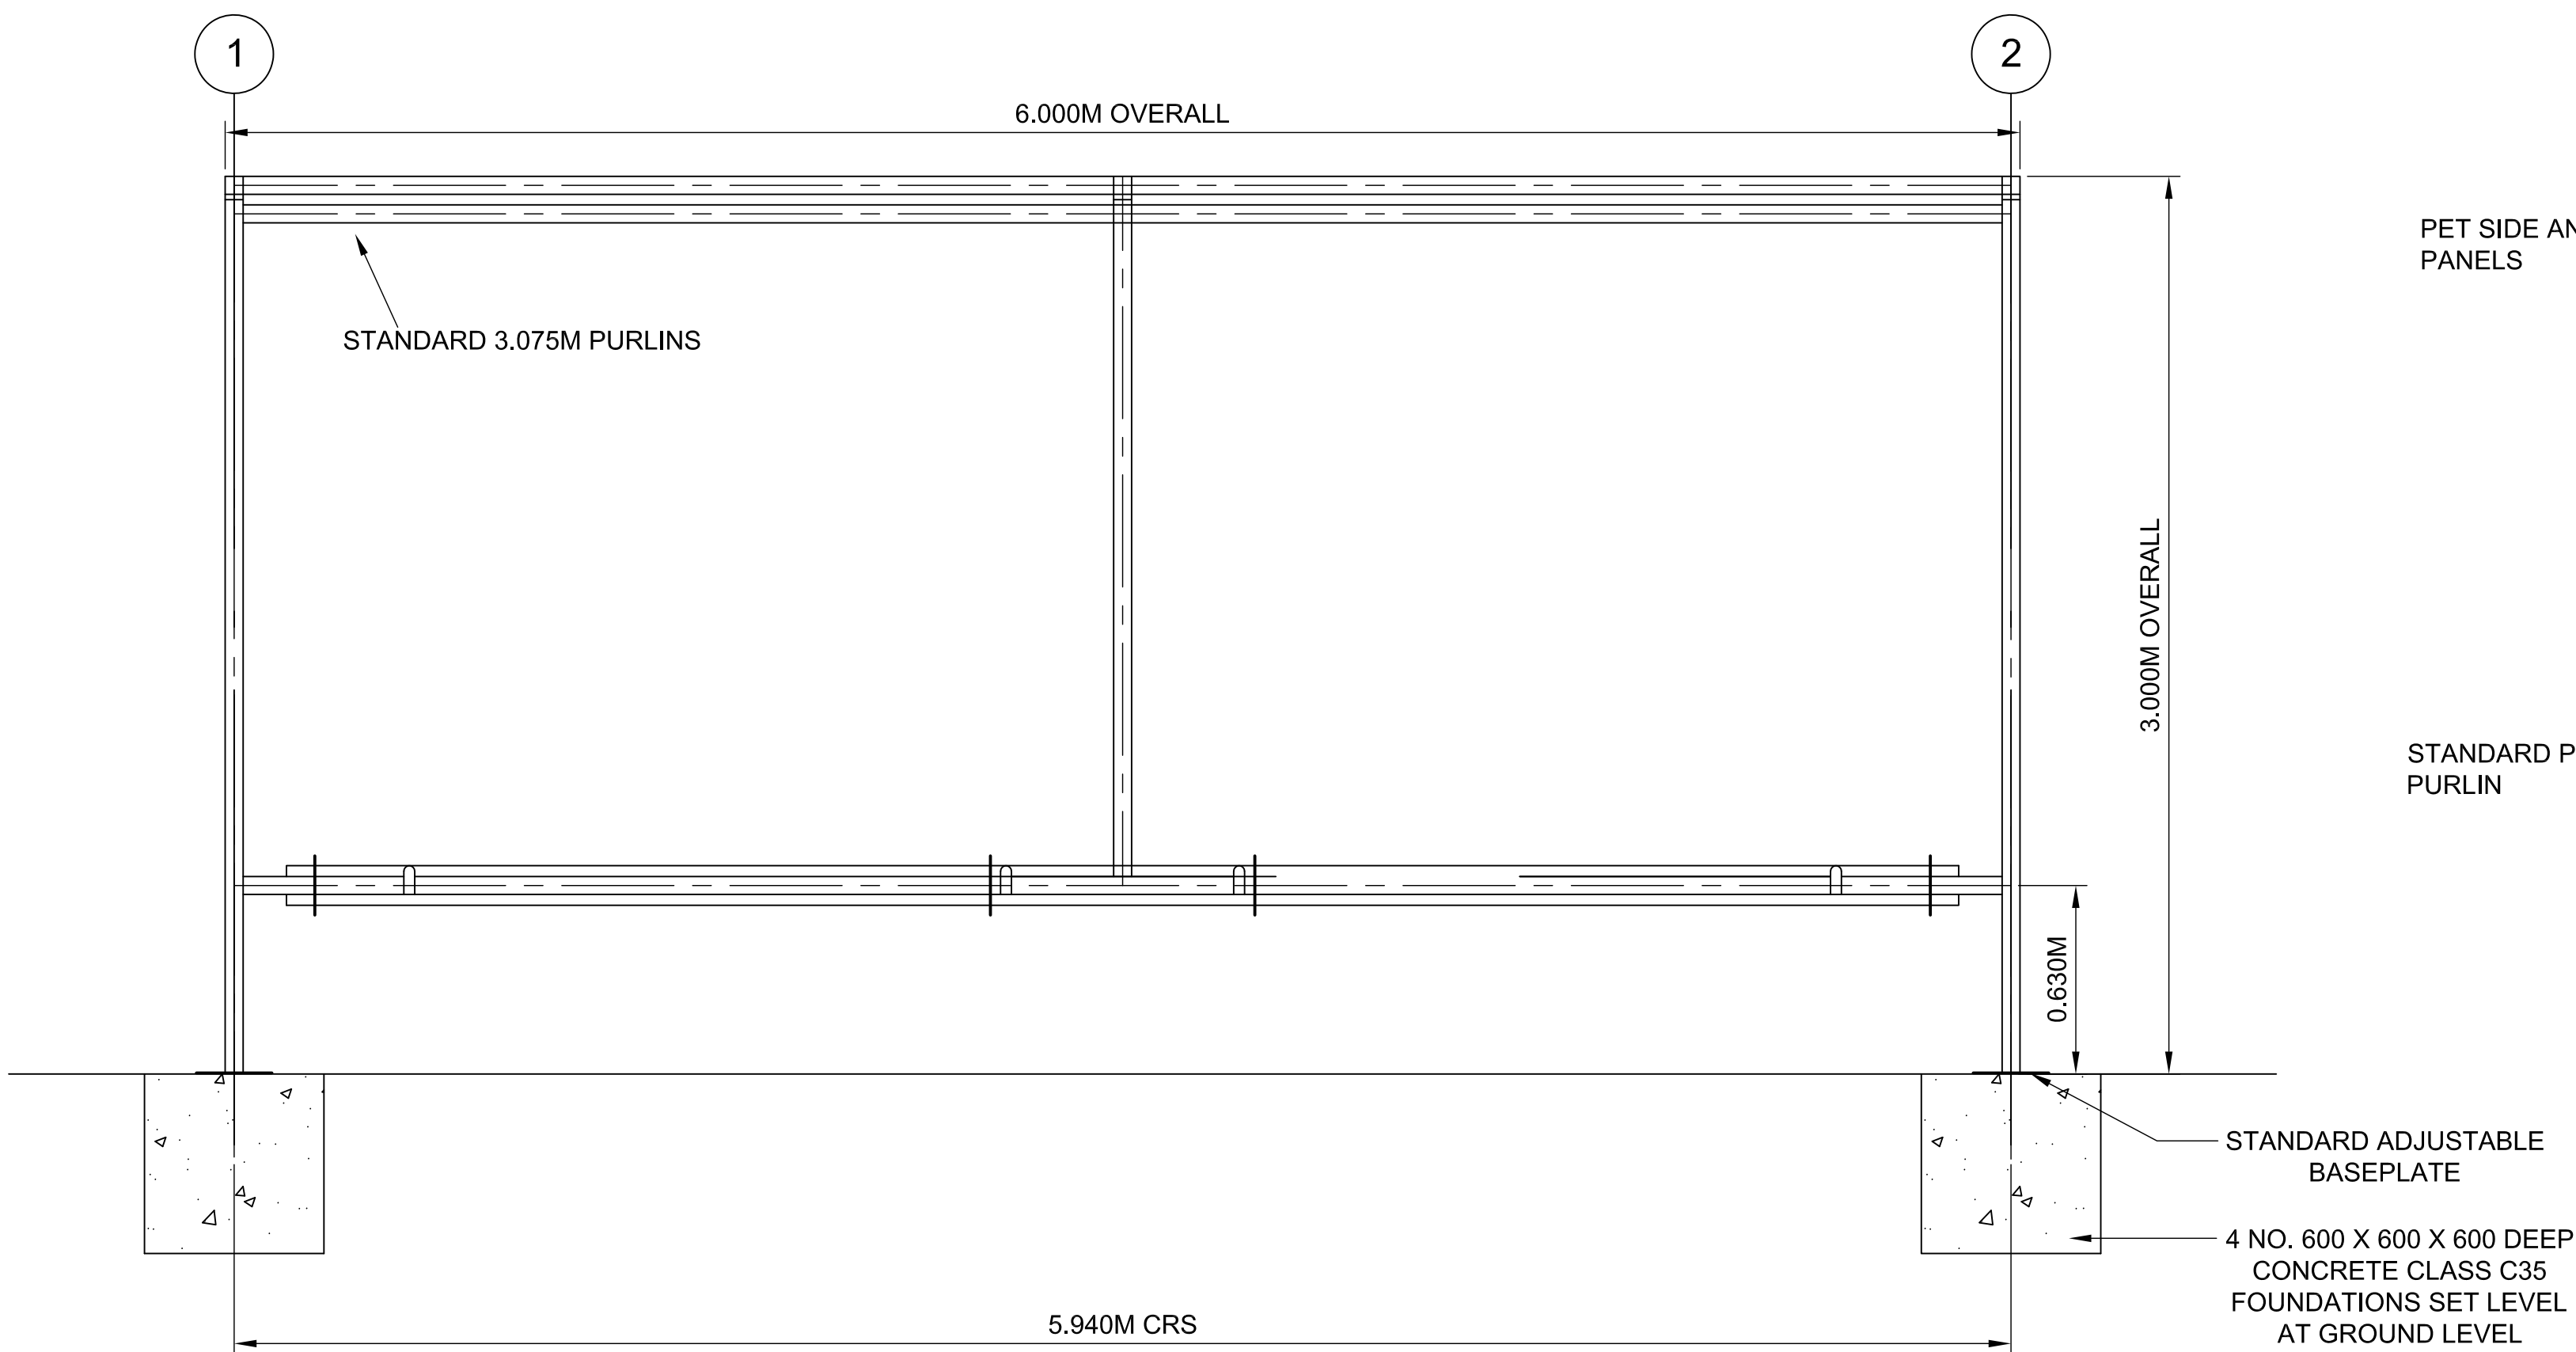 1
2
6.000M OVERALL
PET SIDE
PANELS
STANDARD 3.075M PURLINS
3.000M OVERALL
STANDARD
PURLIN
0.630M
STANDARD ADJUSTABLE
BASEPLATE
4 NO. 600 X 600 X 600 DEEP
CONCRETE CLASS C35
FOUNDATIONS SET LEVEL
AT GROUND LEVEL
5.940M CRS